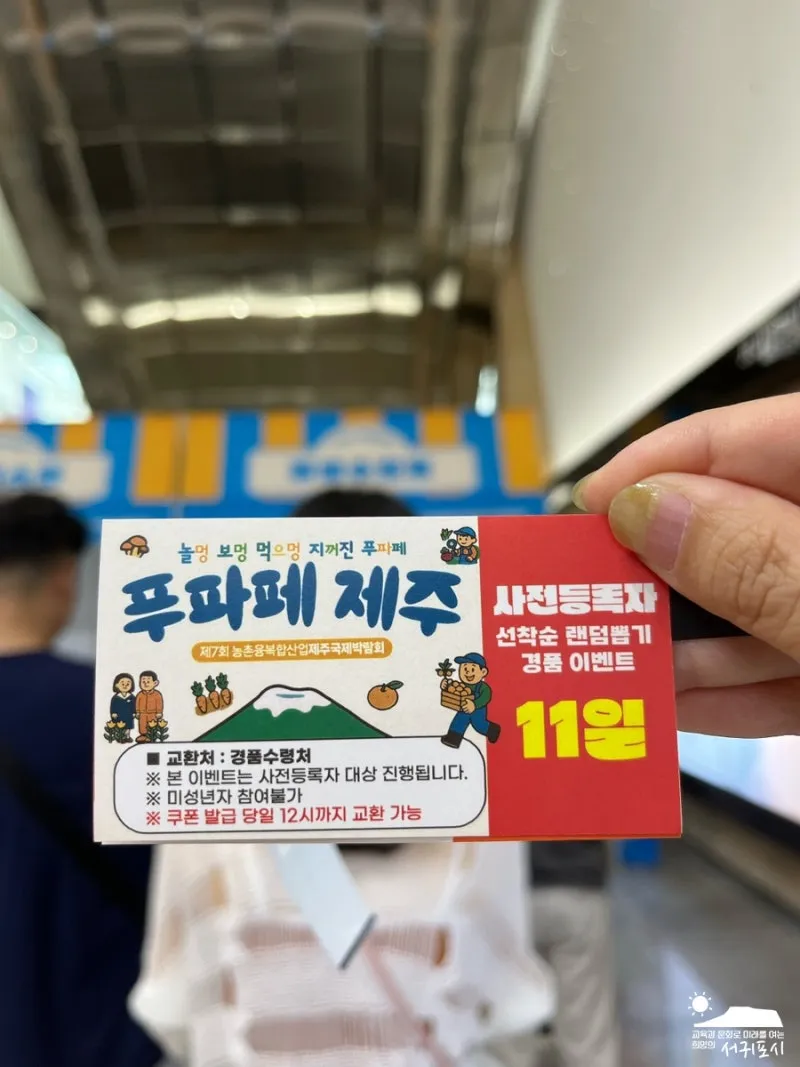 놀멍 보멍 먹으멍 지꺼진 푸파페
푸파페 제주
제7회 농촌융복합산업제주국제박람회
■ 교환처 : 경품수령처
※ 본 이벤트는 사전등록자 대상 진행됩니다.
※ 미성년자 참여불가
※ 쿠폰 발급 당일 12시까지 교환 가능
사전등록자
선착순 랜덤뽑기
경품 이벤트
11일
교육과 문화로 미래를 여는
희망의 서귀포시